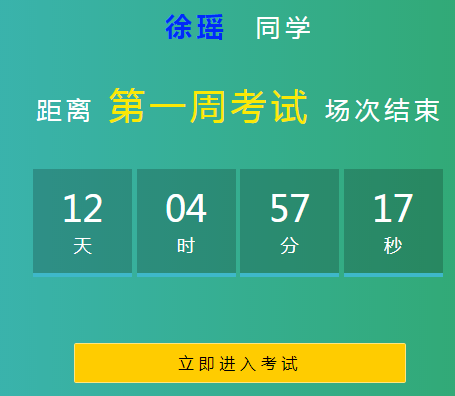 徐瑶 同学
距离 第一周考试 场次结束
12 04 57 17
天 时 分 秒
立即进入考试